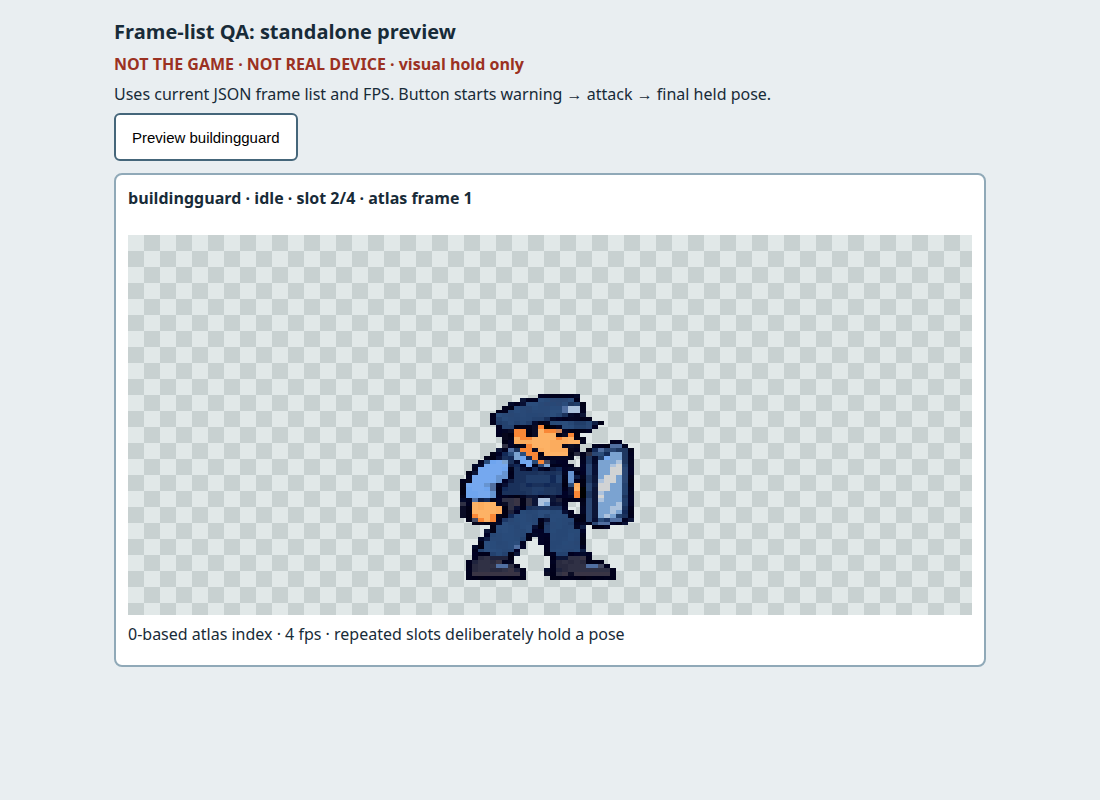 Frame-list QA: standalone preview
NOT THE GAME · NOT REAL DEVICE · visual hold only
Uses current JSON frame list and FPS. Button starts warning → attack → final held pose.
Preview buildingguard
buildingguard · idle · slot 2/4 · atlas frame 1
0-based atlas index · 4 fps · repeated slots deliberately hold a pose